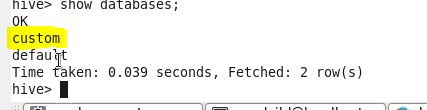 hive> show databases;
OK
custom
default
Time taken: 0.039 seconds, Fetched: 2 row(s)
hive>